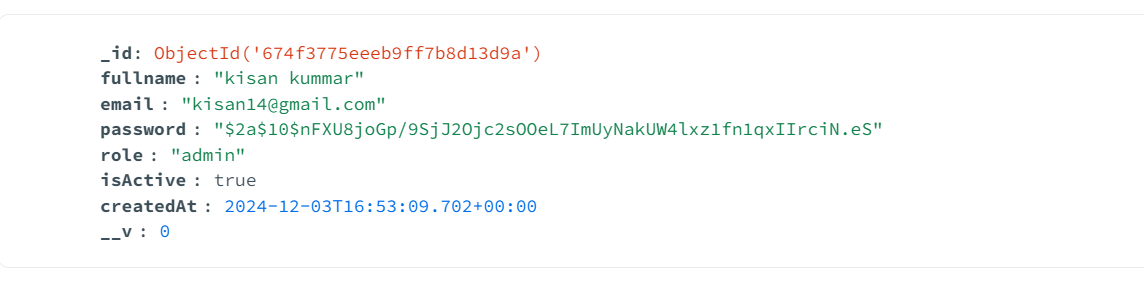 _id: ObjectId('674f3775eeeb9ff7b8d13d9a')
fullname : "kisan kummar"
email : "kisan14@gmail.com"
password : "$2a$10$nFXU8joGp/9SjJ2Ojc2sOOeL7ImUyNakUW4lxz1fn1qxIIrciN.eS"
role : "admin"
isActive : true
createdAt : 2024-12-03T16:53:09.702+00:00
__v : 0